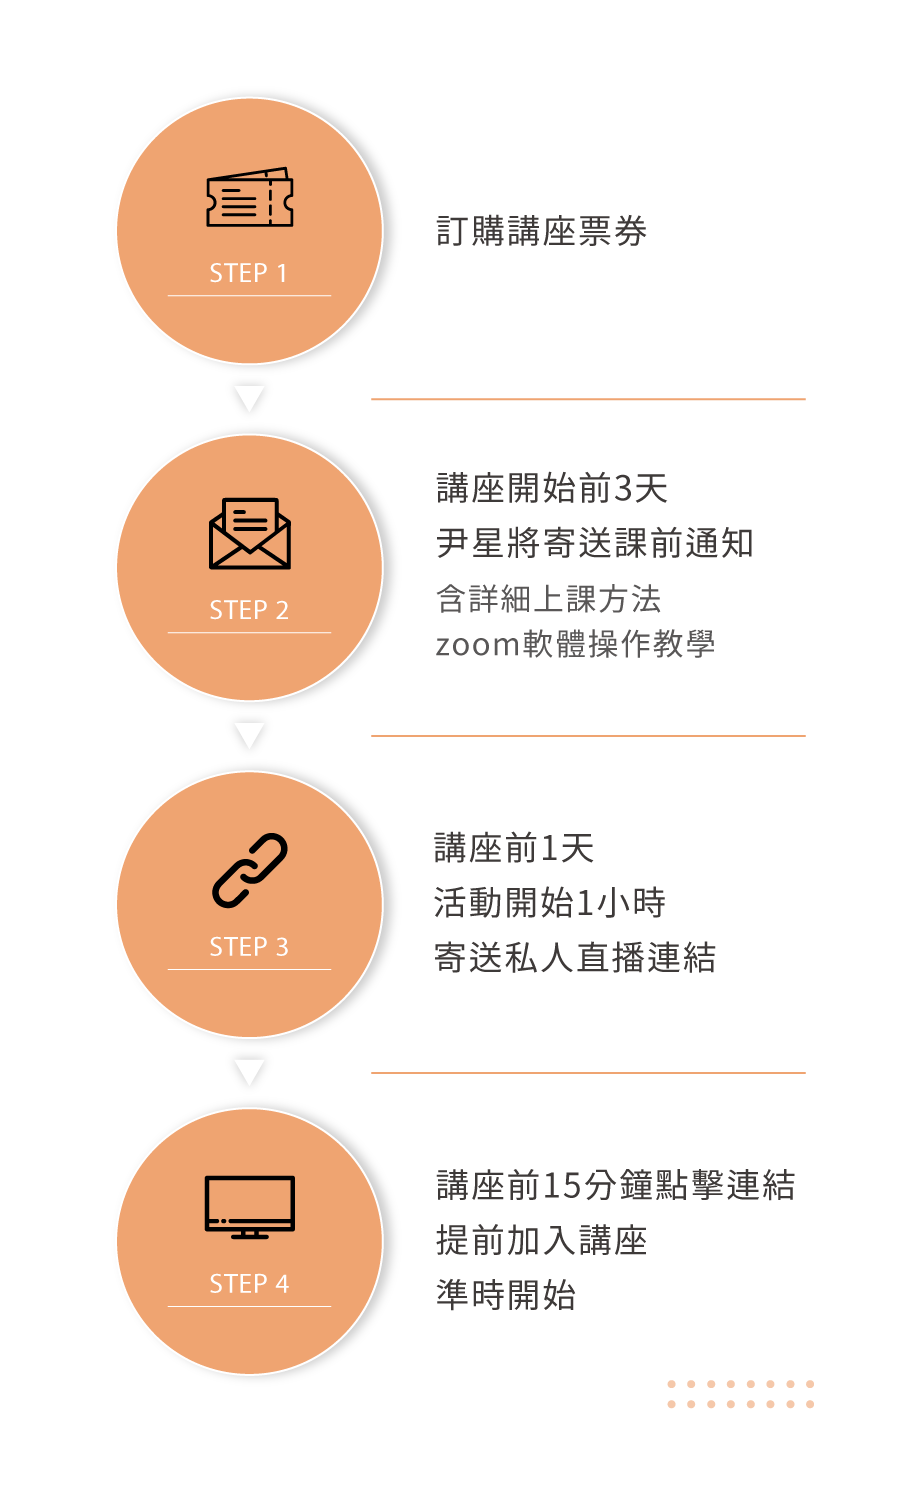 STEP 1
訂購講座票券
STEP 2
講座開始前3天
尹星將寄送課前通知
含詳細上課方法
zoom軟體操作教學
STEP 3
講座前1天
活動開始1小時
寄送私人直播連結
STEP 4
講座前15分鐘點擊連結
提前加入講座
準時開始